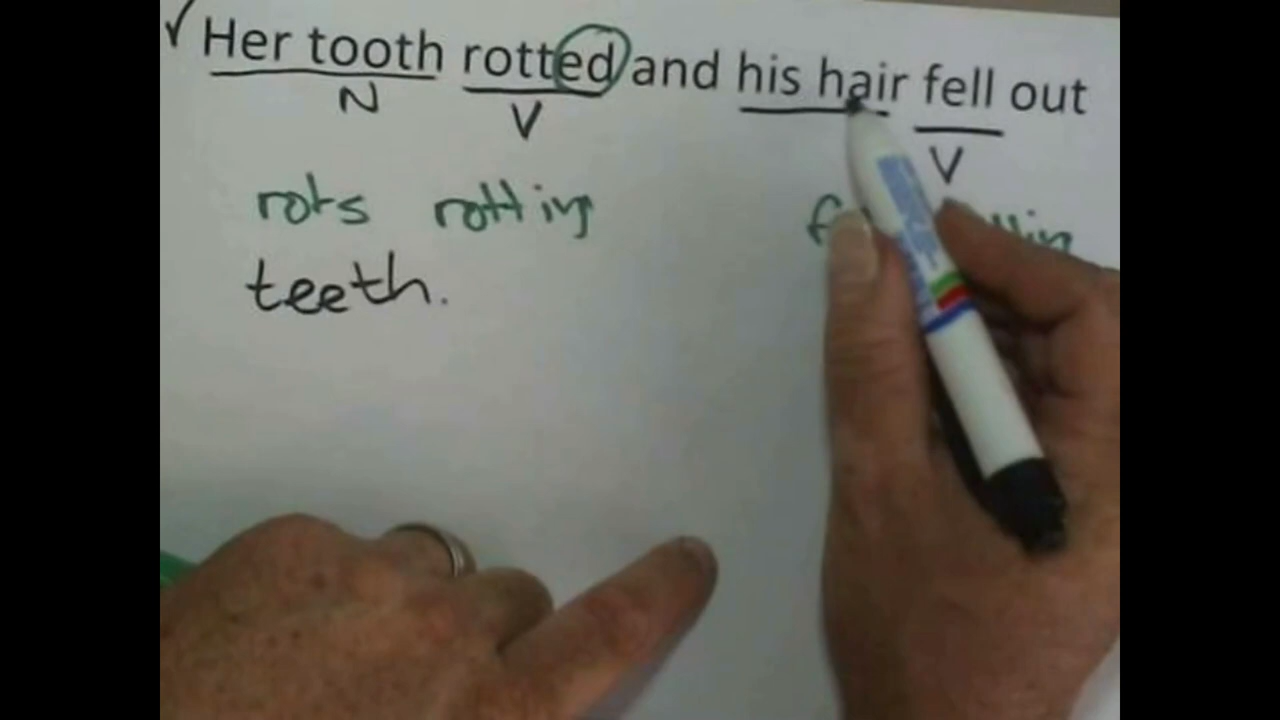 Her tooth rotted and his hair fell out
N V V
rots rotting
teeth.